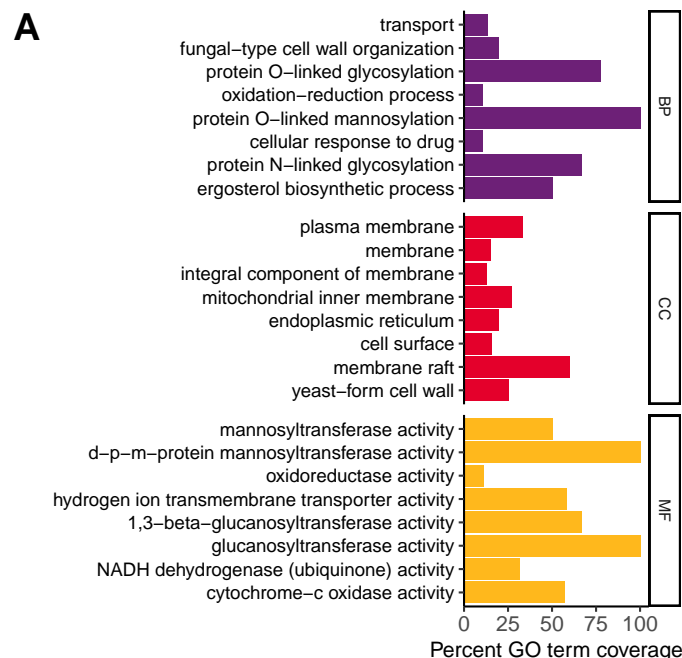 A
transport
fungal−type cell wall organization
protein O−linked glycosylation
oxidation−reduction process
protein O−linked mannosylation
cellular response to drug
protein N−linked glycosylation
ergosterol biosynthetic process
BP
plasma membrane
membrane
integral component of membrane
mitochondrial inner membrane
endoplasmic reticulum
cell surface
membrane raft
yeast−form cell wall
CC
mannosyltransferase activity
d−p−m−protein mannosyltransferase activity
oxidoreductase activity
hydrogen ion transmembrane transporter activity
1,3−beta−glucanosyltransferase activity
glucanosyltransferase activity
NADH dehydrogenase (ubiquinone) activity
cytochrome−c oxidase activity
MF
0 25 50 75 100
Percent GO term coverage